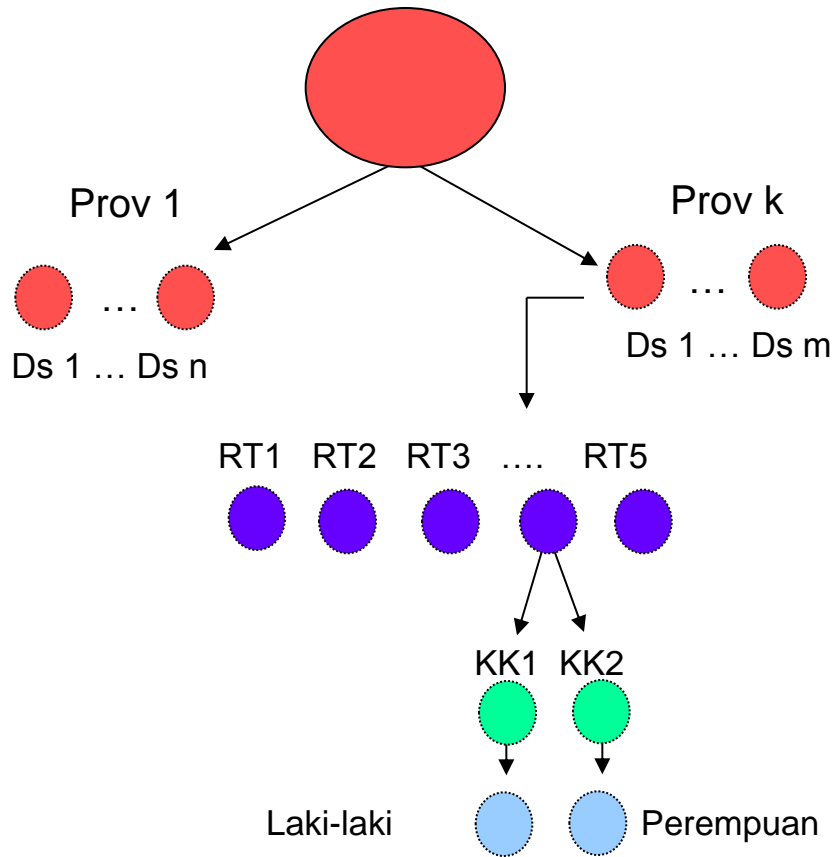 Prov 1
Prov k
… …
Ds 1 … Ds n
Ds 1 … Ds m
RT1 RT2 RT3 …. RT5
KK1 KK2
Laki-laki
Perempuan